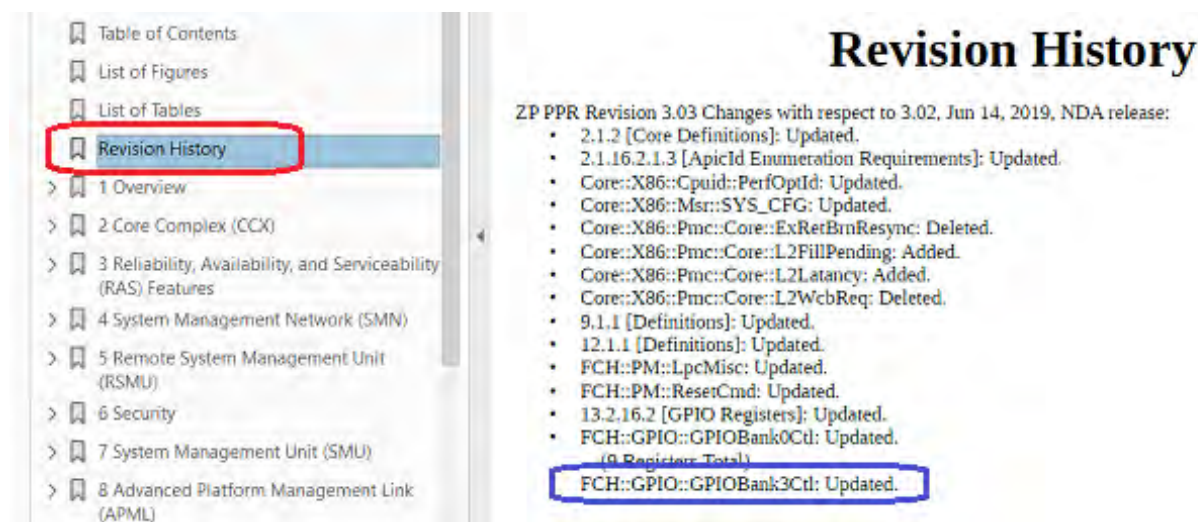 Table of Contents
List of Figures
List of Tables
Revision History
1 Overview
2 Core Complex (CCX)
3 Reliability, Availability, and Serviceability
(RAS) Features
4 System Management Network (SMN)
5 Remote System Management Unit
(RSMU)
6 Security
7 System Management Unit (SMU)
8 Advanced Platform Management Link
(APML)
Revision History
ZP PPR Revision 3.03 Changes with respect to 3.02, Jun 14, 2019, NDA release:
• 2.1.2 [Core Definitions]: Updated.
• 2.1.16.2.1.3 [ApicId Enumeration Requirements]: Updated.
• Core::X86::Cpuid::PerfOptId: Updated.
• Core::X86::Msr::SYS_CFG: Updated.
• Core::X86::Pmc::Core::ExRetBrnResync: Deleted.
• Core::X86::Pmc::Core::L2FillPending: Added.
• Core::X86::Pmc::Core::L2Latancy: Added.
• Core::X86::Pmc::Core::L2WcbReq: Deleted.
• 9.1.1 [Definitions]: Updated.
• 12.1.1 [Definitions]: Updated.
• FCH::PM::LpcMisc: Updated.
• FCH::PM::ResetCmd: Updated.
• 13.2.16.2 [GPIO Registers]: Updated.
• FCH::GPIO::GPIOBank0Ctl: Updated.
...(9 Registers Total)...
FCH::GPIO::GPIOBank3Ctl: Updated.